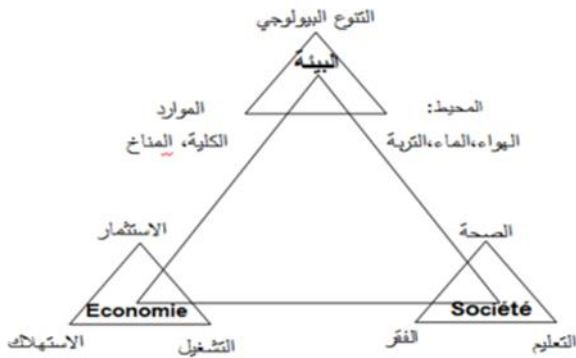 التنوع البيولوجي
البيئة
المحيط:
الموارد
الهواء،الماء،التربة
الكلية، المناخ
الصحة
الاستثمار
Société
Economie
التعليم
الفقر
التشغيل
الاستهلاك